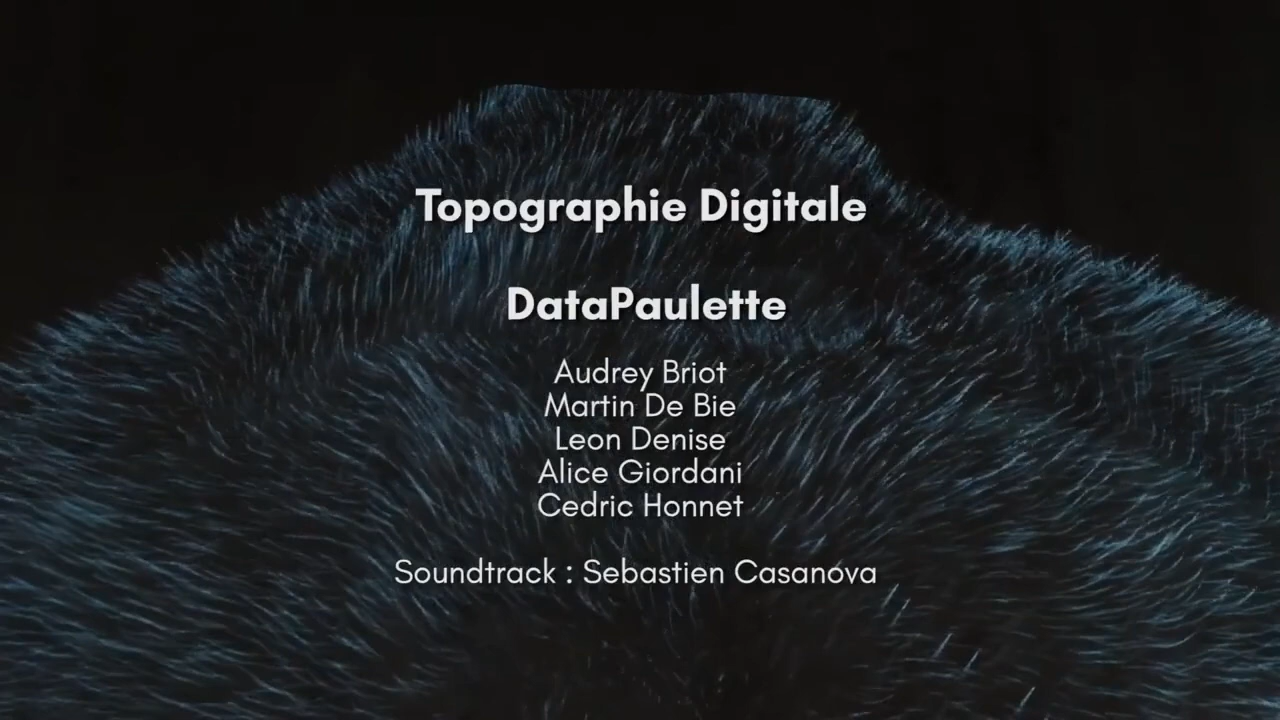 Topographie Digitale
DataPaulette
Audrey Briot
Martin De Bie
Leon Denise
Alice Giordani
Cedric Honnet
Soundtrack : Sebastien Casanova